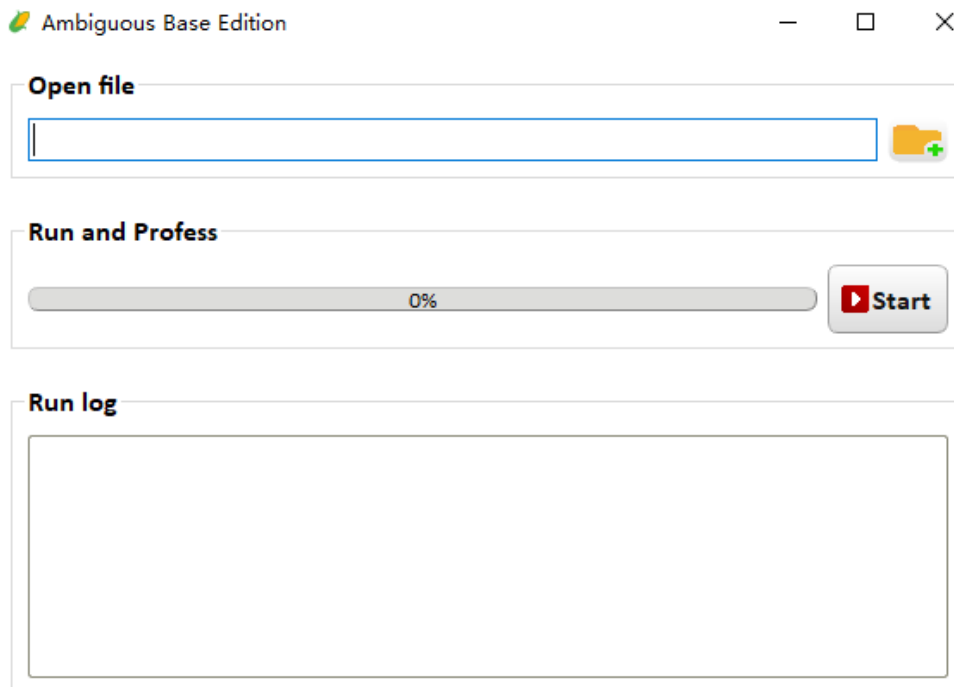 Ambiguous Base Edition
Open file
Run and Profess
0%
Start
Run log